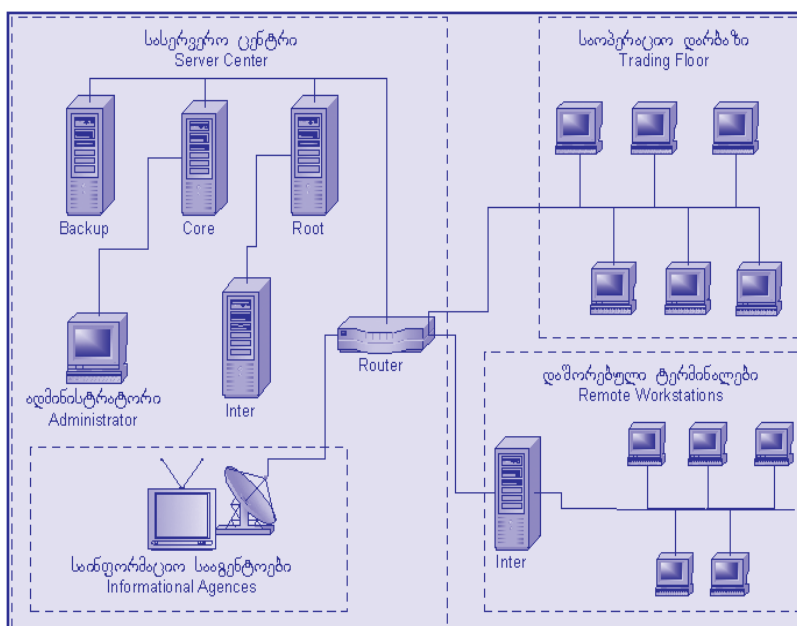 სასერვერო ცენტრი
Server Center
Backup
Core
Root
Inter
Router
ადმინისტრატორი
Administrator
საინფორმაციო სააგენტოები
Informational Agences
საოპერაციო დარბაზი
Trading Floor
დაშორებული ტერმინალები
Remote Workstations
Inter